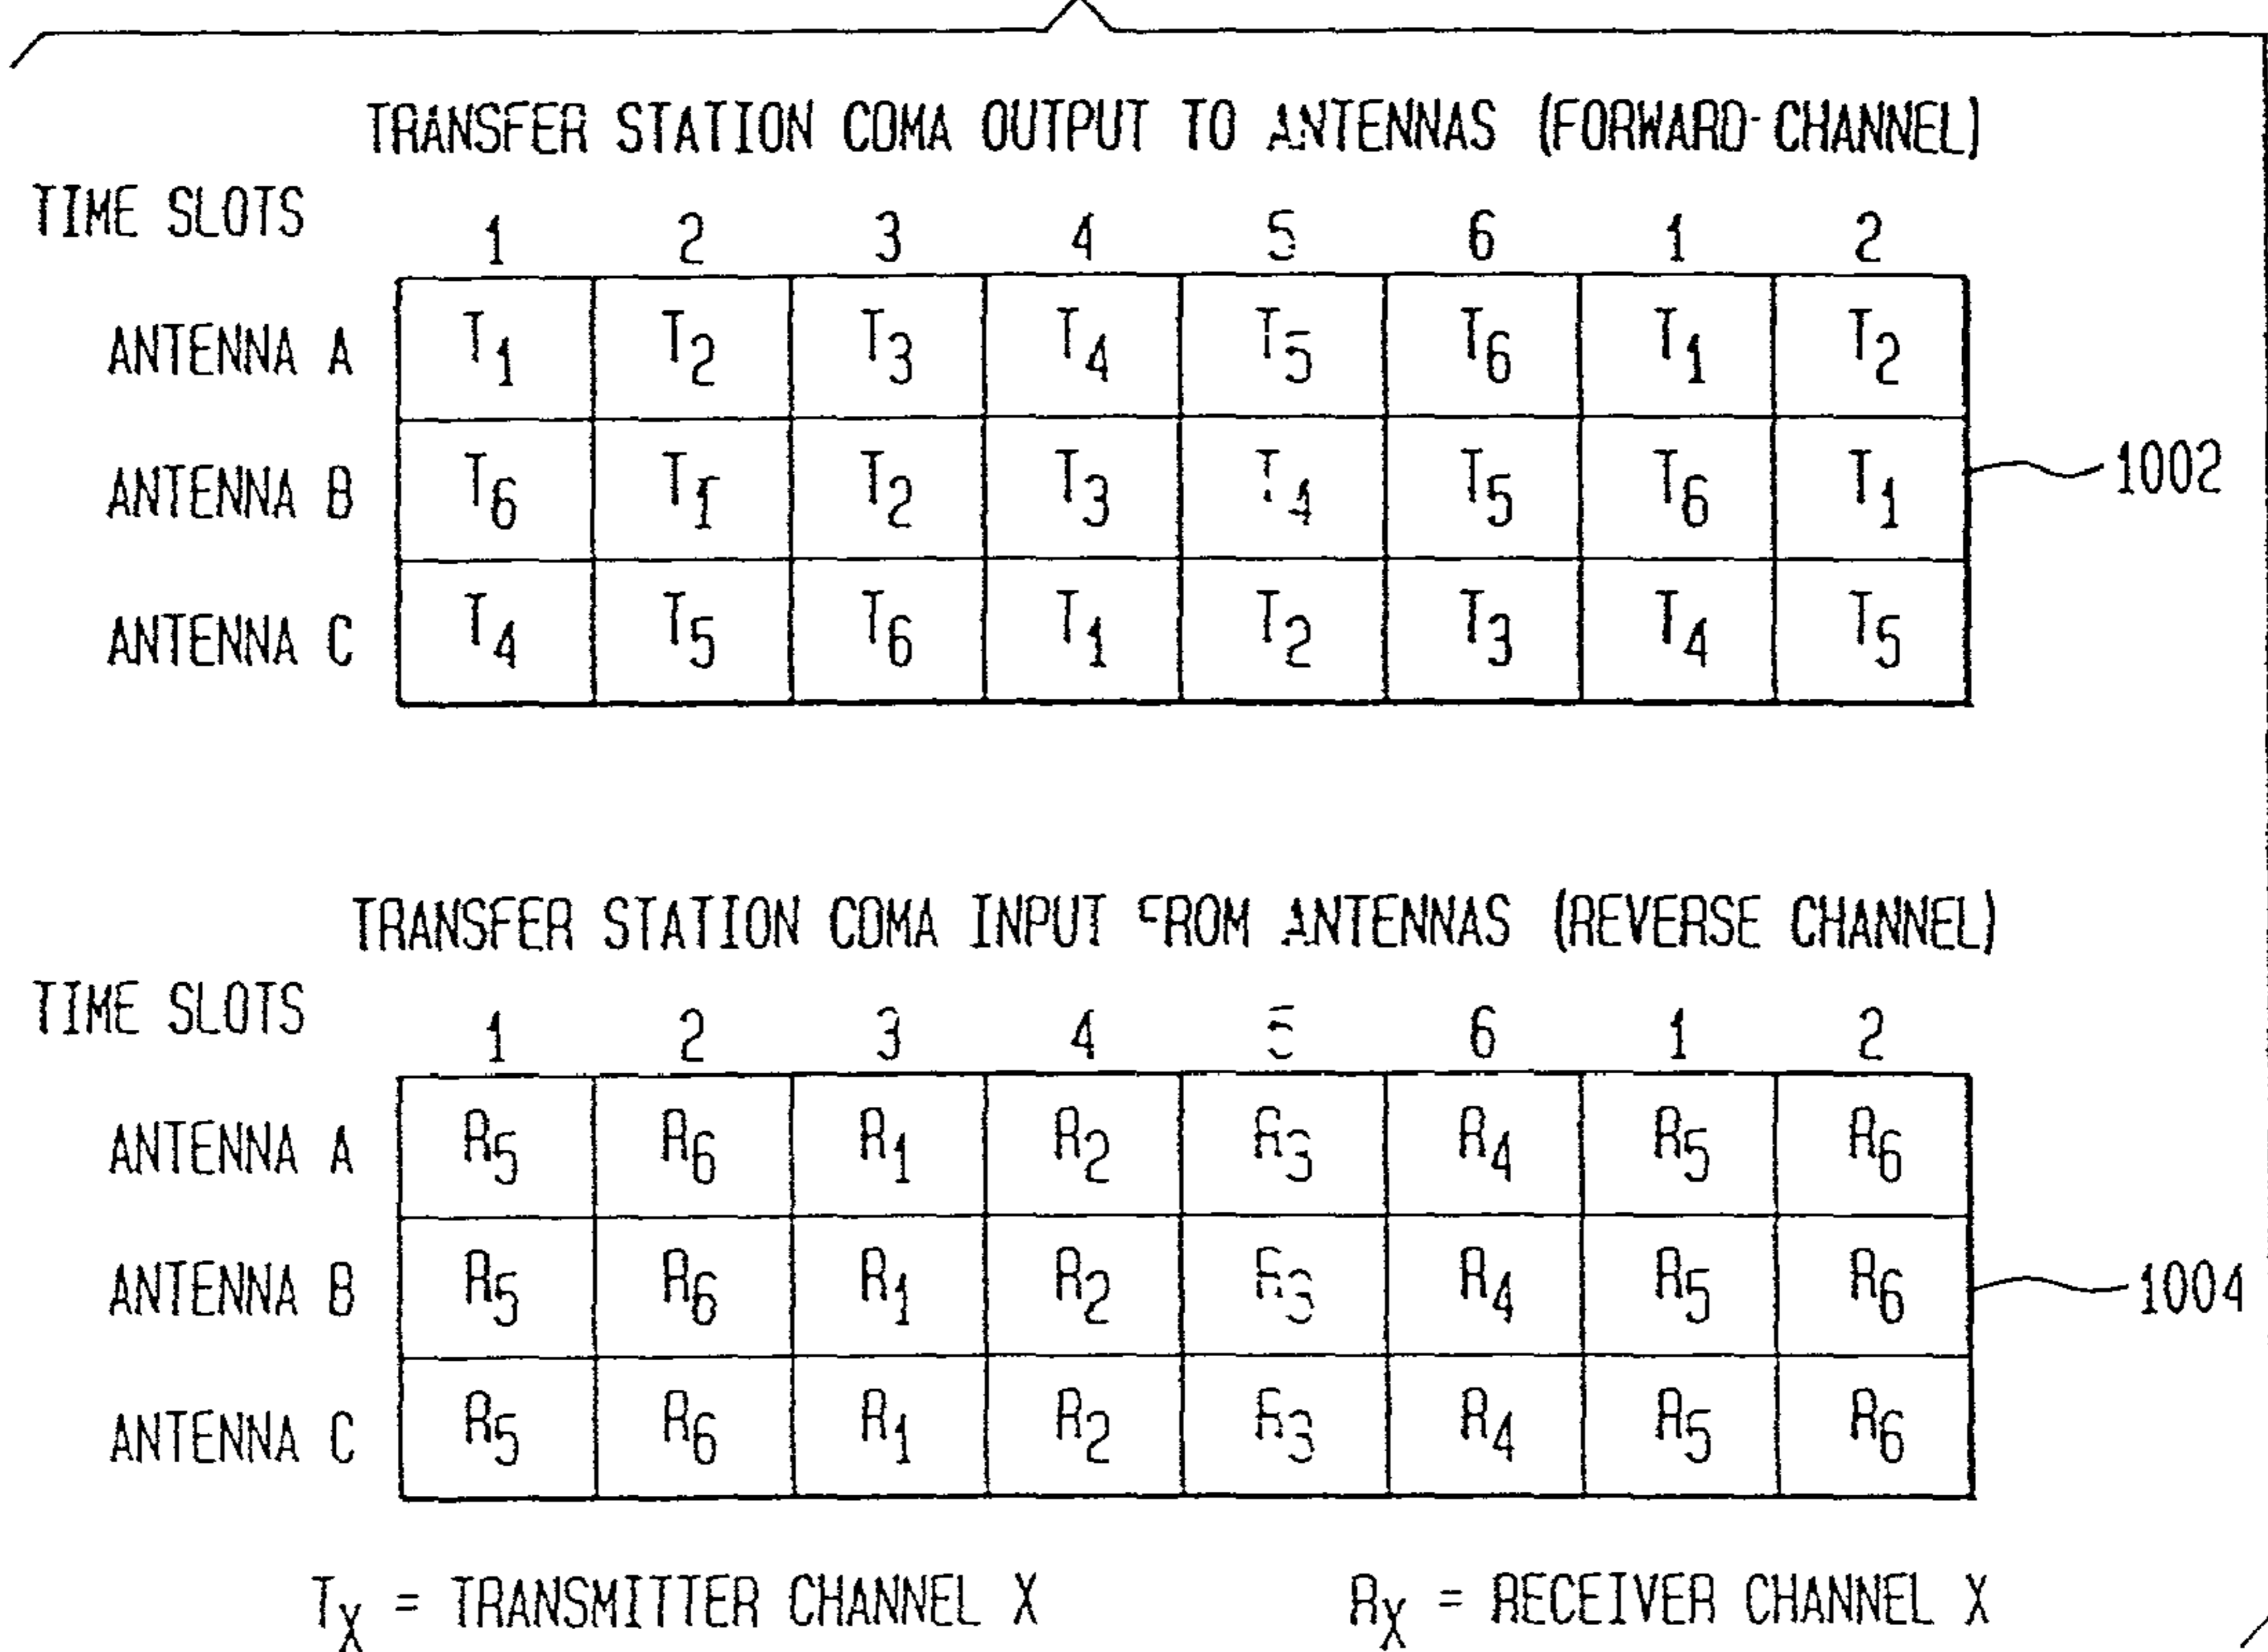 TRANSFER STATION CDMA OUTPUT TO ANTENNAS (FORWARD-CHANNEL)
TIME SLOTS 1 2 3 4 5 6 1 2
ANTENNA A T1 T2 T3 T4 T5 T6 T1 T2
ANTENNA B T6 T1 T2 T3 T4 T5 T6 T1 1002
ANTENNA C T4 T5 T6 T1 T2 T3 T4 T5
TRANSFER STATION CDMA INPUT FROM ANTENNAS (REVERSE CHANNEL)
TIME SLOTS 1 2 3 4 5 6 1 2
ANTENNA A R5 R6 R1 R2 R3 R4 R5 R6
ANTENNA B R5 R6 R1 R2 R3 R4 R5 R6 1004
ANTENNA C R5 R6 R1 R2 R3 R4 R5 R6
TX = TRANSMITTER CHANNEL X RX = RECEIVER CHANNEL X